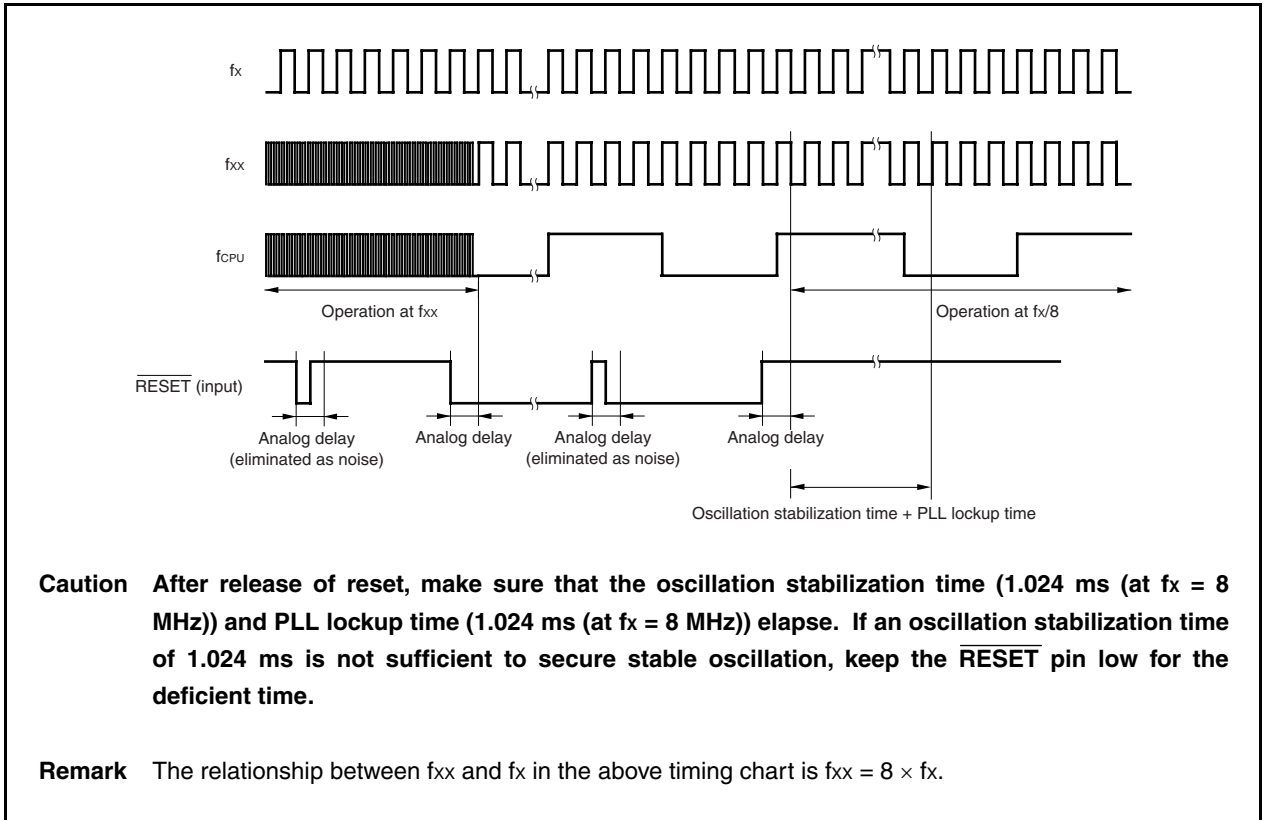 fx
fxx
fCPU
Operation at fxx
Operation at fx/8
RESET (input)
Analog delay
(eliminated as noise)
Analog delay
Analog delay
(eliminated as noise)
Analog delay
Oscillation stabilization time + PLL lockup time
Caution After release of reset, make sure that the oscillation stabilization time (1.024 ms (at fx = 8
MHz)) and PLL lockup time (1.024 ms (at fx = 8 MHz)) elapse. If an oscillation stabilization time
of 1.024 ms is not sufficient to secure stable oscillation, keep the RESET pin low for the
deficient time.
Remark The relationship between fxx and fx in the above timing chart is fxx = 8 × fx.